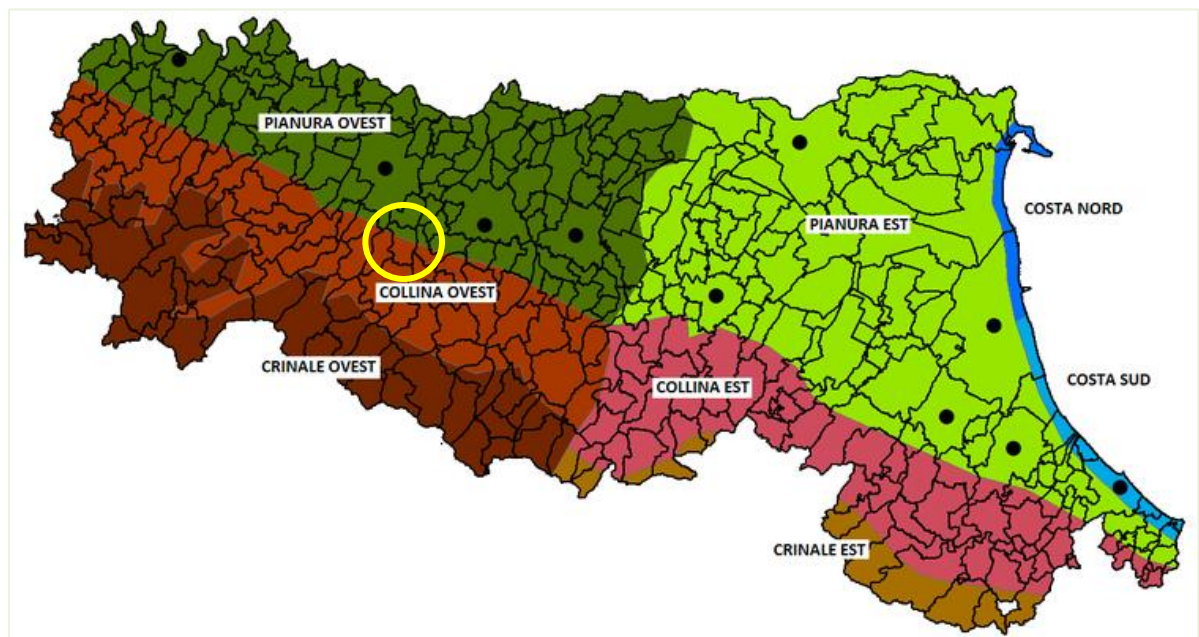 PIANURA OVEST
COSTA NORD
PIANURA EST
COLLINA OVEST
CRINALE OVEST
COSTA SUD
COLLINA EST
CRINALE EST